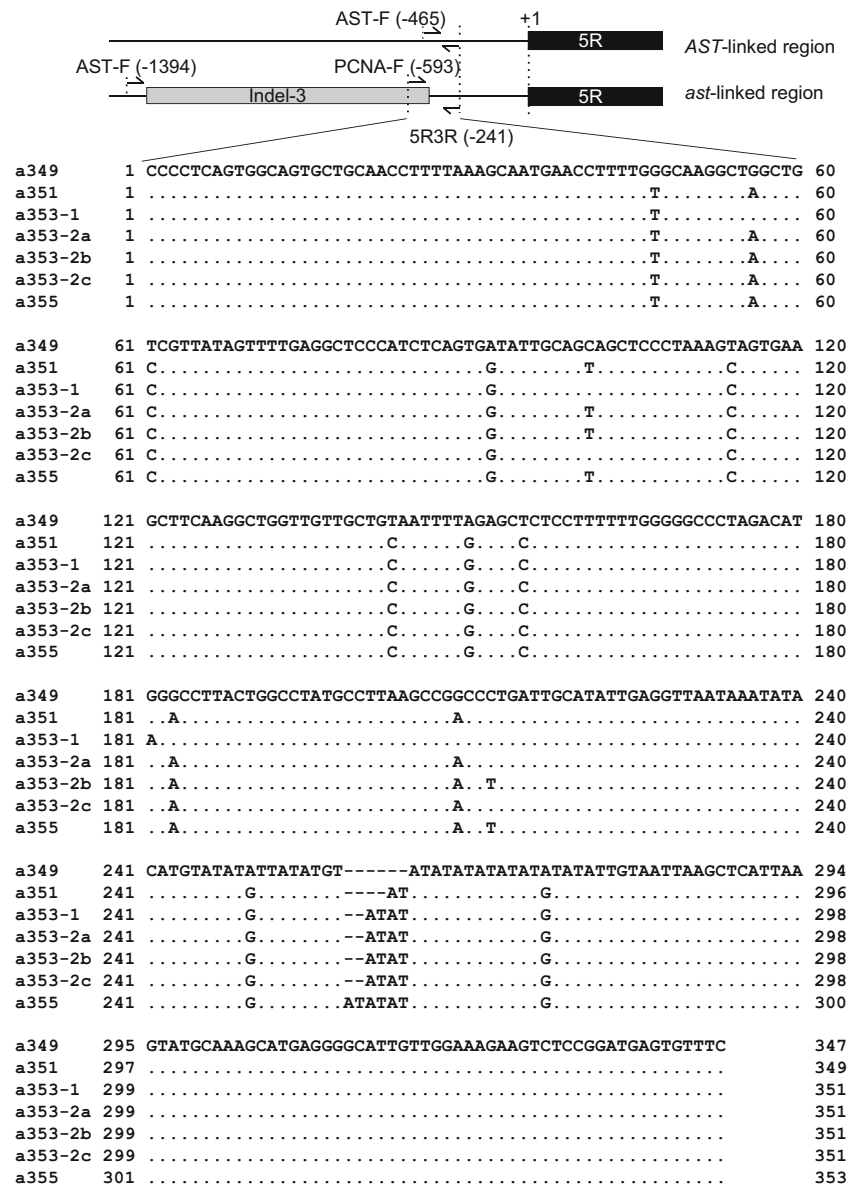 AST-F (-465) +1
5R AST-linked region
AST-F (-1394) PCNA-F (-593)
Indel-3 5R ast-linked region
5R3R (-241)
a349 1 CCCCTCAGTGGCAGTGCTGCAACCTTTTAAAGCAATGAACCTTTTGGGCAAGGCTGGCTG 60
a351 1 ..............................................T........A.... 60
a353-1 1 ..............................................T............. 60
a353-2a 1 ..............................................T........A.... 60
a353-2b 1 ..............................................T........A.... 60
a353-2c 1 ..............................................T........A.... 60
a355 1 ..............................................T........A.... 60
a349 61 TCGTTATAGTTTTGAGGCTCCCATCTCAGTGATATTGCAGCAGCTCCCTAAAGTAGTGAA 120
a351 61 C..............................G........T............C...... 120
a353-1 61 C..............................G.....................C...... 120
a353-2a 61 C..............................G........T............C...... 120
a353-2b 61 C..............................G........T............C...... 120
a353-2c 61 C..............................G.....................C...... 120
a355 61 C..............................G........T............C...... 120
a349 121 GCTTCAAGGCTGGTTGTTGCTGTAATTTTAGAGCTCTCCTTTTTTGGGGGCCCTAGACAT 180
a351 121 ......................C......G....C......................... 180
a353-1 121 ......................C......G....C......................... 180
a353-2a 121 ......................C......G....C......................... 180
a353-2b 121 ......................C......G....C......................... 180
a353-2c 121 ......................C......G....C......................... 180
a355 121 ......................C......G....C......................... 180
a349 181 GGGCCTTACTGGCCTATGCCTTAAGCCGGCCCTGATTGCATATTGAGGTTAATAAATATA 240
a351 181 ..A.........................A............................... 240
a353-1 181 A........................................................... 240
a353-2a 181 ..A.........................A............................... 240
a353-2b 181 ..A.........................A..T............................ 240
a353-2c 181 ..A.........................A............................... 240
a355 181 ..A.........................A..T............................ 240
a349 241 CATGTATATATTATATGT------ATATATATATATATATATTGTAATTAAGCTCATTAA 294
a351 241 .........G........----AT............G....................... 296
a353-1 241 .........G........--ATAT............G....................... 298
a353-2a 241 .........G........--ATAT............G....................... 298
a353-2b 241 .........G........--ATAT............G....................... 298
a353-2c 241 .........G........--ATAT............G....................... 298
a355 241 .........G........ATATAT............G....................... 300
a349 295 GTATGCAAAGCATGAGGGGCATTGTTGGAAAGAAGTCTCCGGATGAGTGTTTC 347
a351 297 ..................................................... 349
a353-1 299 ..................................................... 351
a353-2a 299 ..................................................... 351
a353-2b 299 ..................................................... 351
a353-2c 299 ..................................................... 351
a355 301 ..................................................... 353